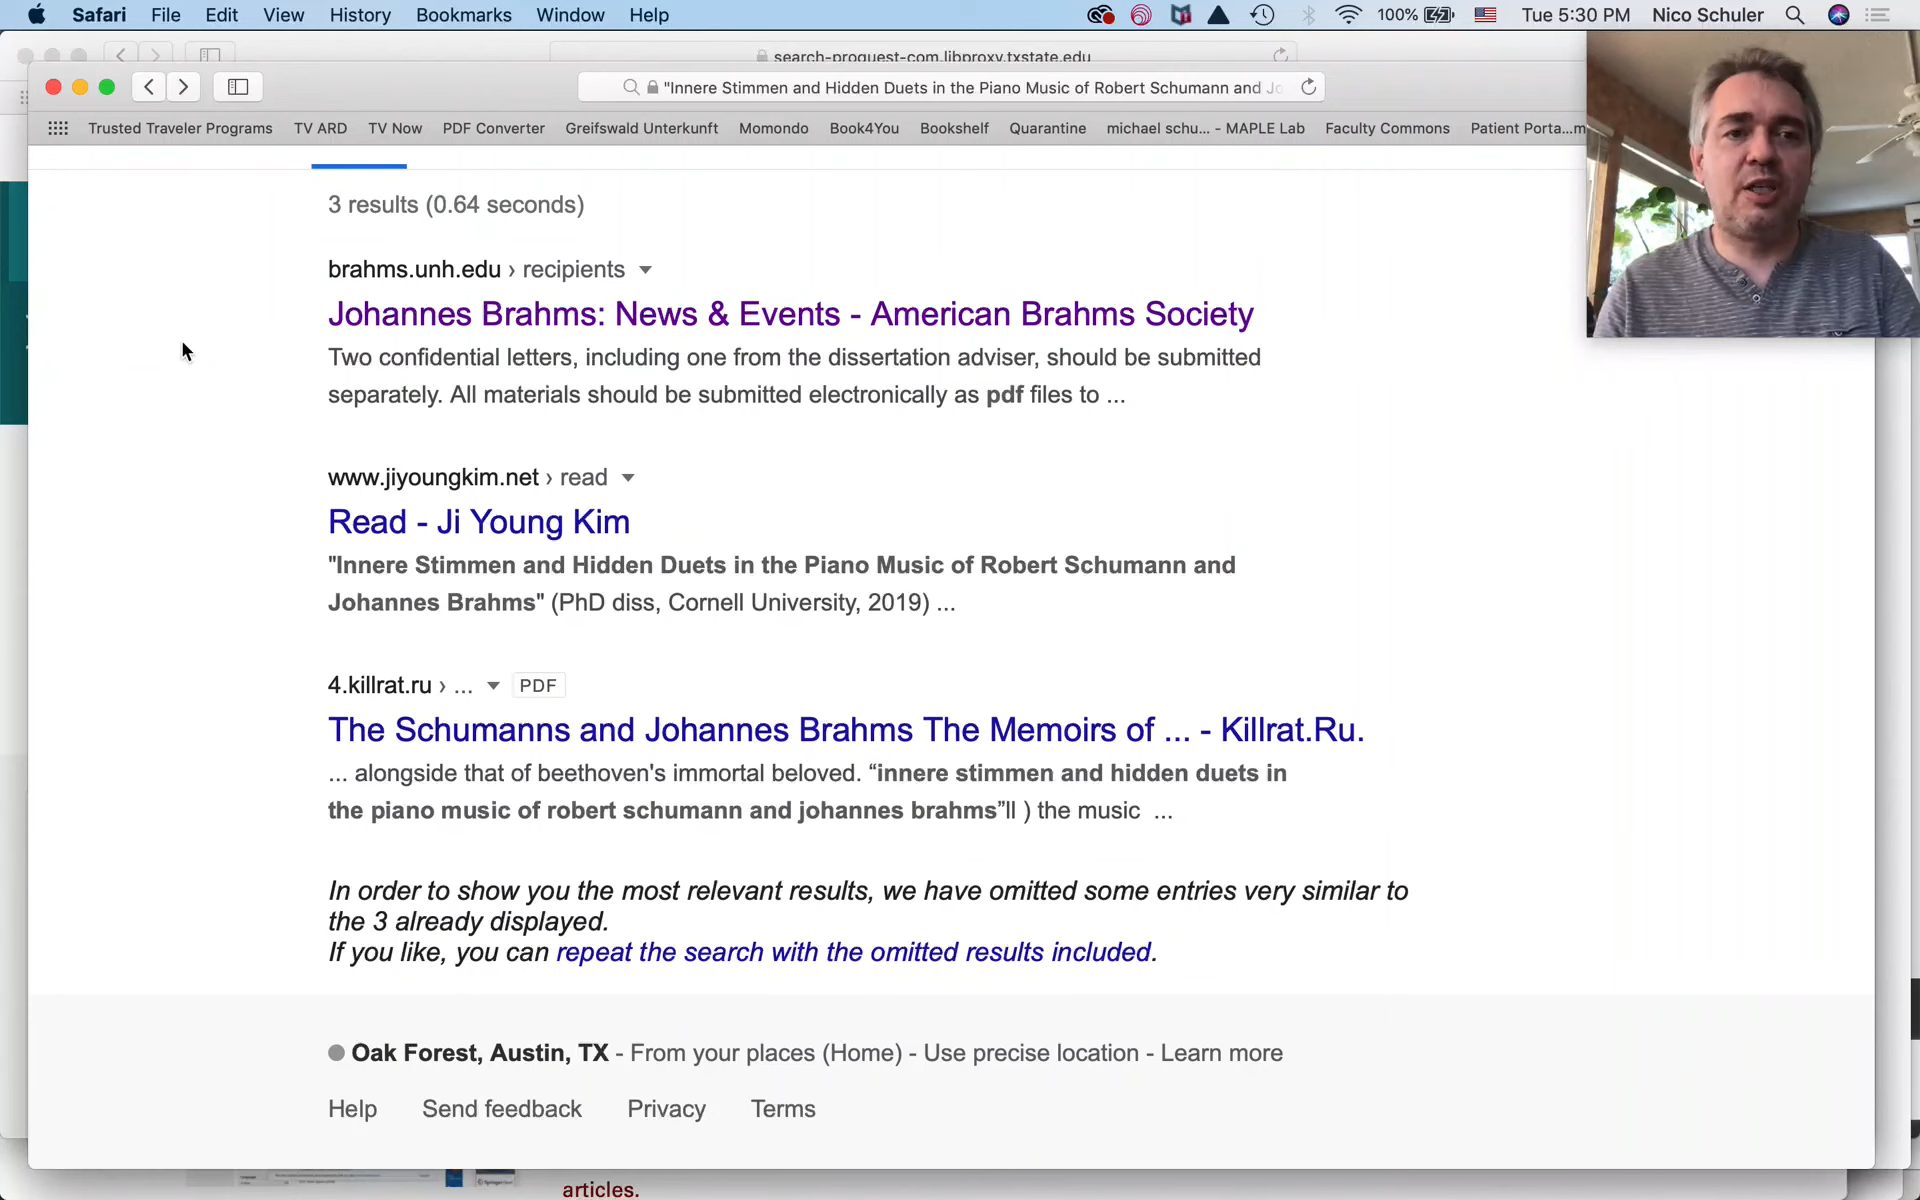 Safari File Edit View History Bookmarks Window Help 100% Tue 5:30 PM Nico Schuler
search-proquest-com.libproxy.txstate.edu
"Innere Stimmen and Hidden Duets in the Piano Music of Robert Schumann and Jo
Trusted Traveler Programs TV ARD TV Now PDF Converter Greifswald Unterkunft Momondo Book4You Bookshelf Quarantine michael schu... - MAPLE Lab Faculty Commons Patient Porta...m
3 results (0.64 seconds)
brahms.unh.edu › recipients
Johannes Brahms: News & Events - American Brahms Society
Two confidential letters, including one from the dissertation adviser, should be submitted
separately. All materials should be submitted electronically as pdf files to ...
www.jiyoungkim.net › read
Read - Ji Young Kim
"Innere Stimmen and Hidden Duets in the Piano Music of Robert Schumann and
Johannes Brahms" (PhD diss, Cornell University, 2019) ...
4.killrat.ru › ... PDF
The Schumanns and Johannes Brahms The Memoirs of ... - Killrat.Ru.
... alongside that of beethoven's immortal beloved. “innere stimmen and hidden duets in
the piano music of robert schumann and johannes brahms”ll ) the music ...
In order to show you the most relevant results, we have omitted some entries very similar to
the 3 already displayed.
If you like, you can repeat the search with the omitted results included.
Oak Forest, Austin, TX - From your places (Home) - Use precise location - Learn more
Help Send feedback Privacy Terms
articles.